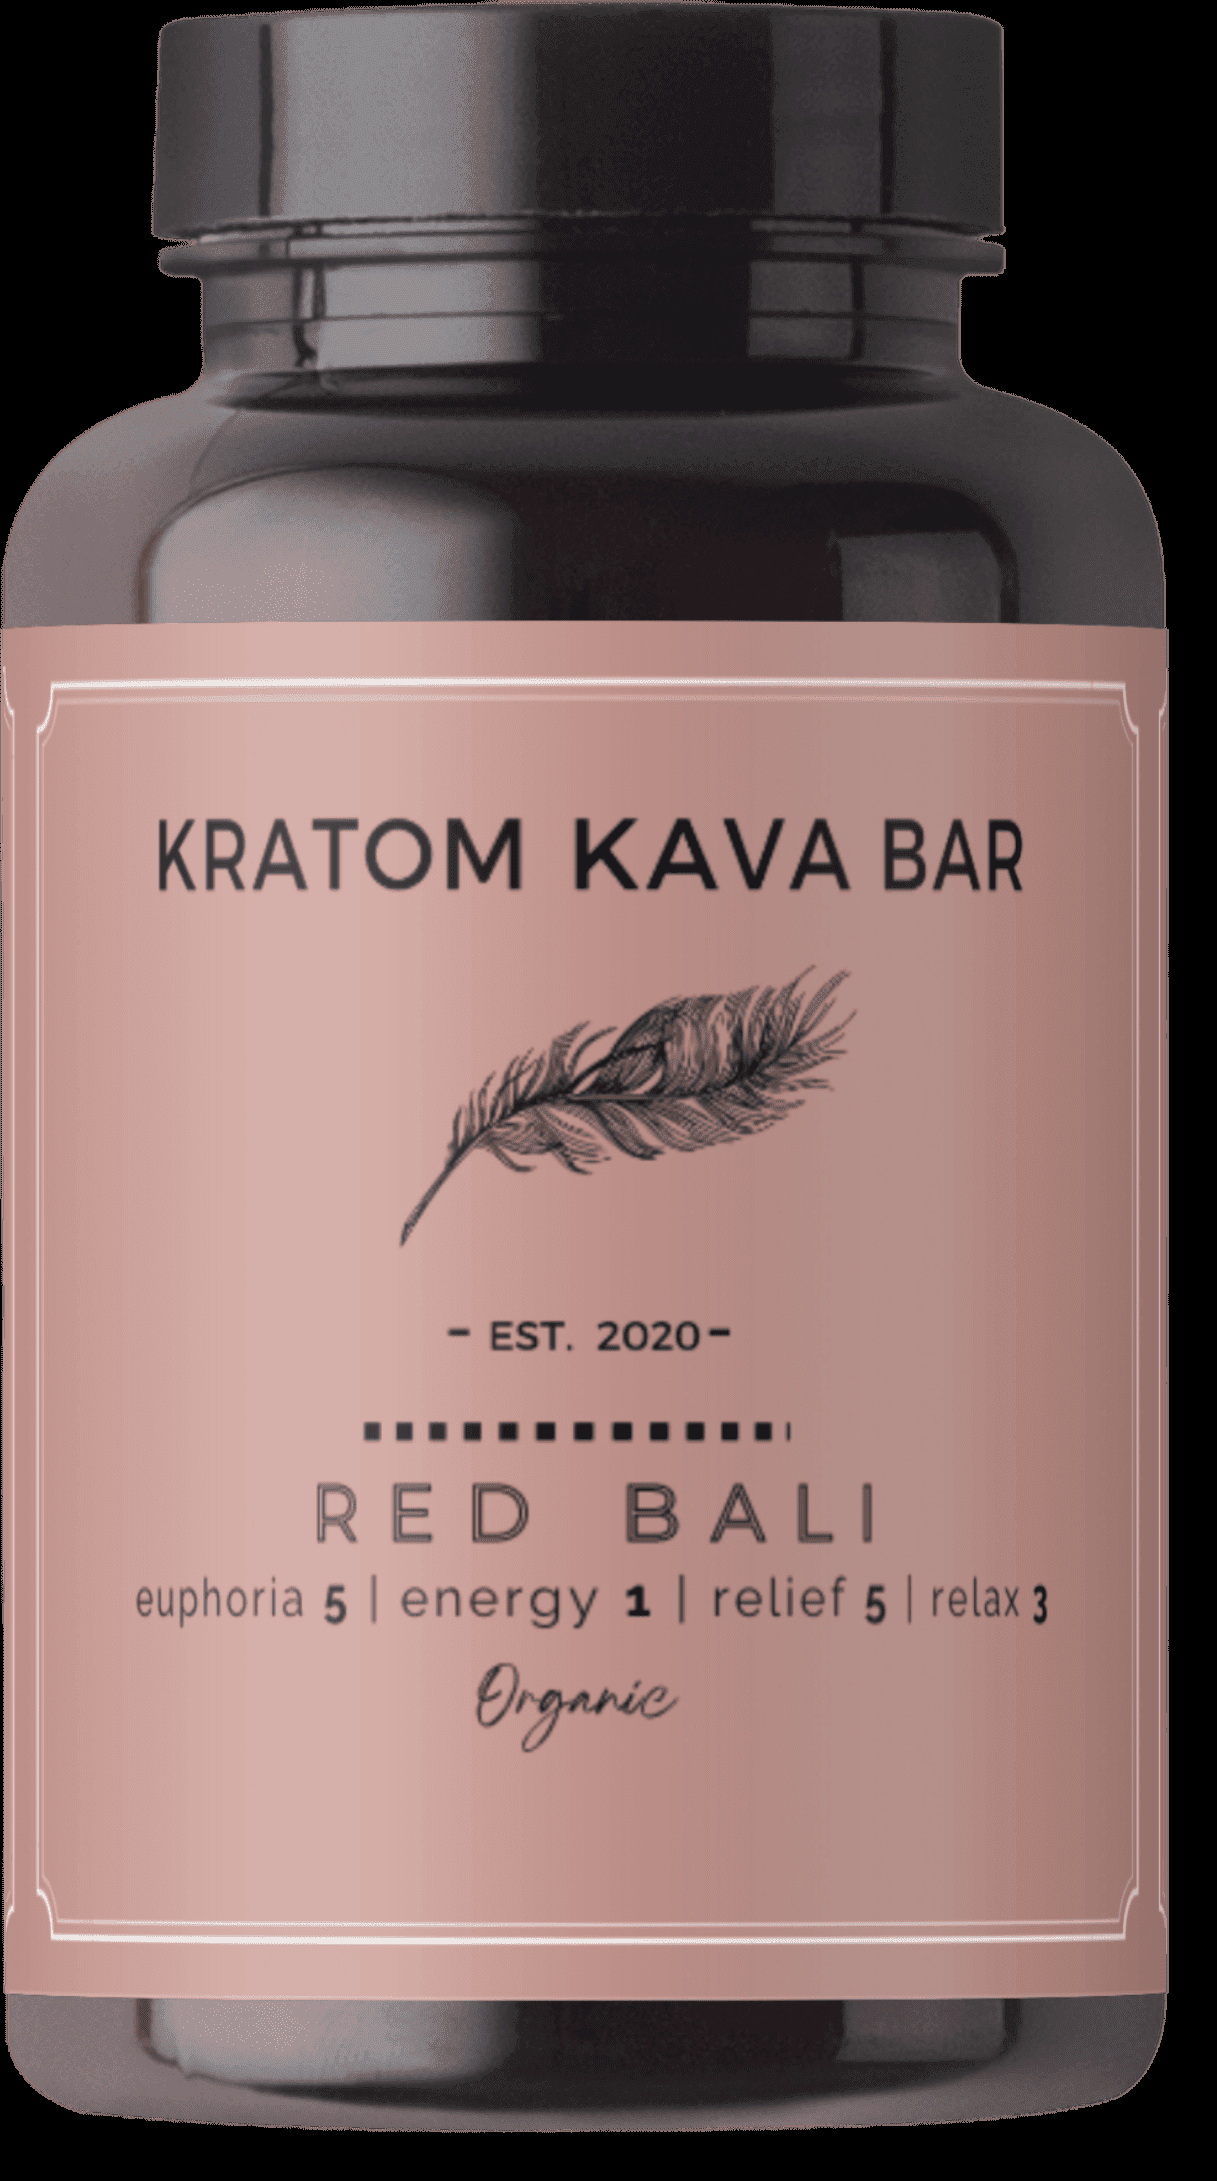 KRATOM KAVA BAR
- EST. 2020-
RED BALI
euphoria 5 | energy 1 | relief 5 | relax 3
Organic